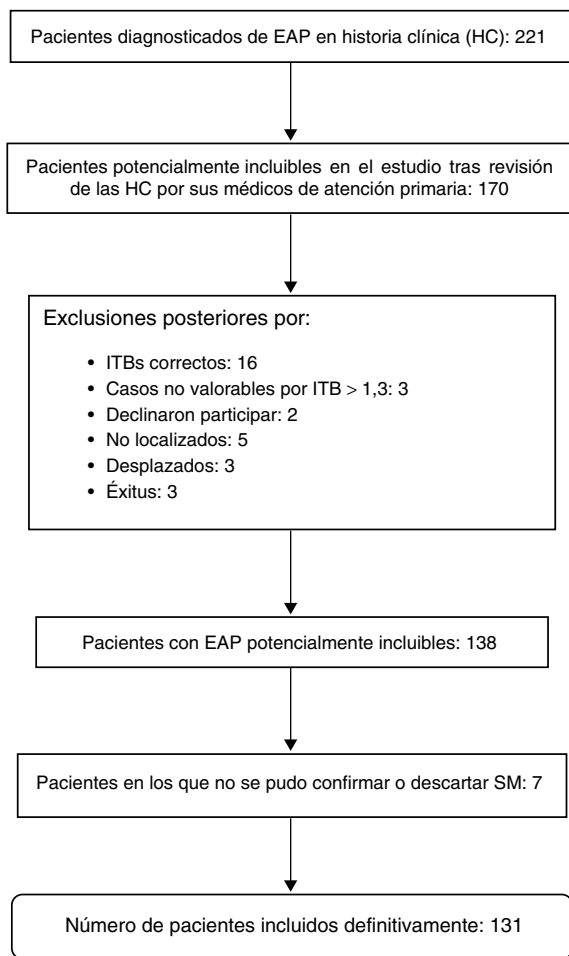 Pacientes diagnosticados de EAP en historia clínica (HC): 221
Pacientes potencialmente incluibles en el estudio tras revisión
de las HC por sus médicos de atención primaria: 170
Exclusiones posteriores por:
• ITBs correctos: 16
• Casos no valorables por ITB > 1,3: 3
• Declinaron participar: 2
• No localizados: 5
• Desplazados: 3
• Éxitus: 3
Pacientes con EAP potencialmente incluibles: 138
Pacientes en los que no se pudo confirmar o descartar SM: 7
Número de pacientes incluidos definitivamente: 131